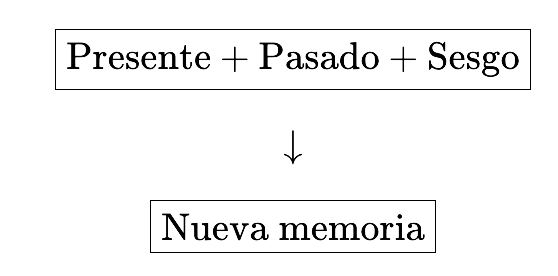 Presente + Pasado + Sesgo
↓
Nueva memoria